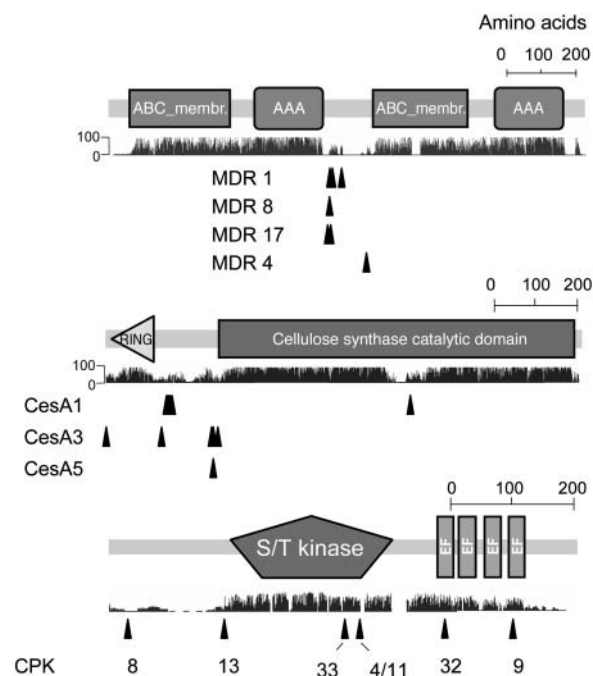 Amino acids
0 100 200
ABC_membr. AAA ABC_membr. AAA
100
0
MDR 1
MDR 8
MDR 17
MDR 4
0 100 200
RING Cellulose synthase catalytic domain
100
0
CesA1
CesA3
CesA5
0 100 200
S/T kinase EF EF EF EF
33 4/11
CPK 8 13 32 9